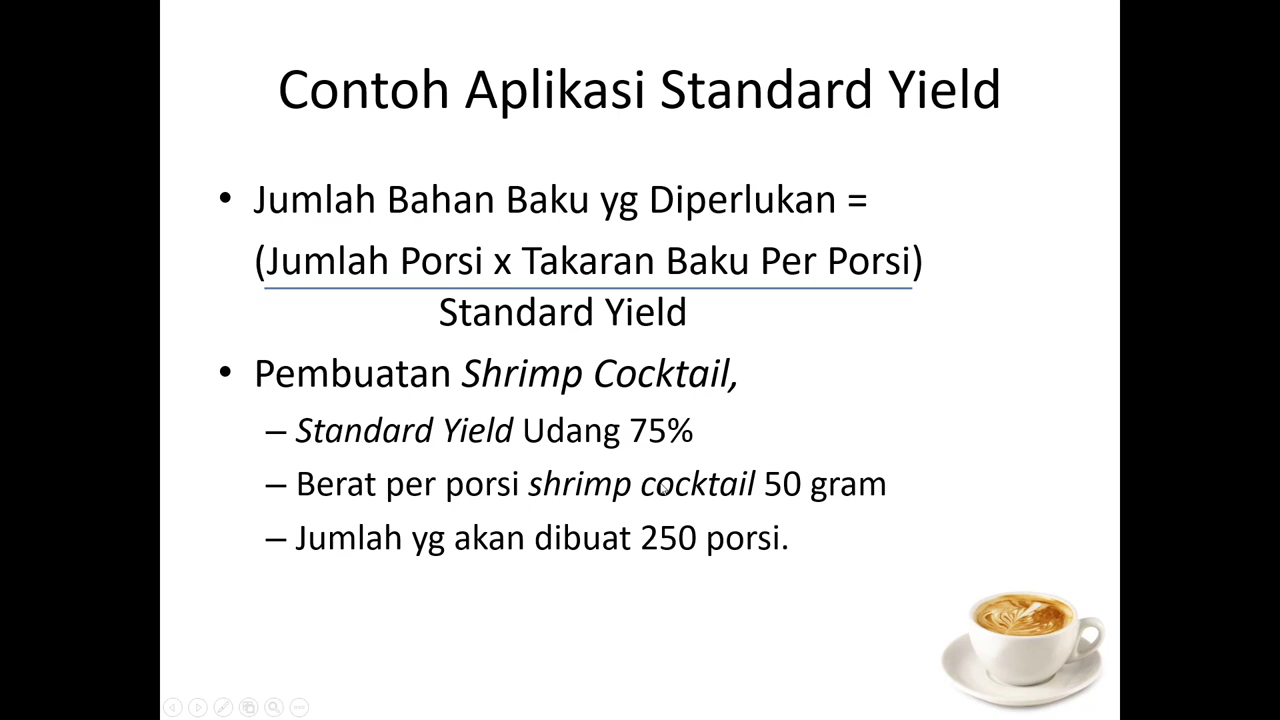 Contoh Aplikasi Standard Yield
• Jumlah Bahan Baku yg Diperlukan =
(Jumlah Porsi x Takaran Baku Per Porsi)
Standard Yield
• Pembuatan Shrimp Cocktail,
– Standard Yield Udang 75%
– Berat per porsi shrimp cocktail 50 gram
– Jumlah yg akan dibuat 250 porsi.